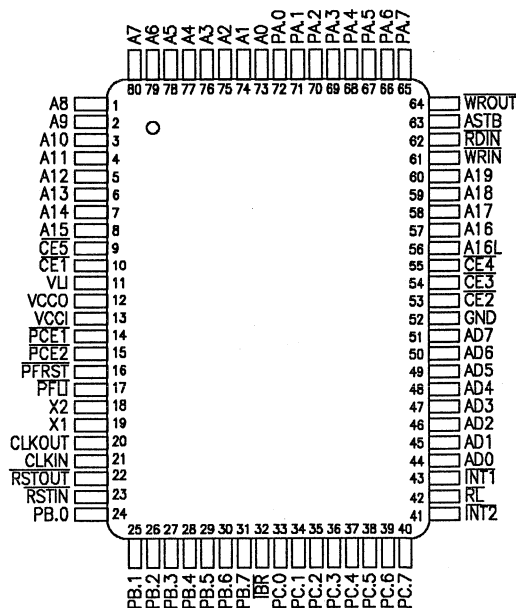 A7 A6 A5 A4 A3 A2 A1 A0 PA.0 PA.1 PA.2 PA.3 PA.4 PA.5 PA.6 PA.7
80 79 78 77 76 75 74 73 72 71 70 69 68 67 66 65
A8 1 64 WROUT
A9 2 63 ASTB
A10 3 62 RDIN
A11 4 61 WRIN
A12 5 60 A19
A13 6 59 A18
A14 7 58 A17
A15 8 57 A16
CE5 9 56 A16L
CE1 10 55 CE4
VLI 11 54 CE3
VCCO 12 53 CE2
VCCI 13 52 GND
PCE1 14 51 AD7
PCE2 15 50 AD6
PFRST 16 49 AD5
PFLI 17 48 AD4
X2 18 47 AD3
X1 19 46 AD2
CLKOUT 20 45 AD1
CLKIN 21 44 AD0
RSTOUT 22 43 INT1
RSTIN 23 42 RL
PB.0 24 41 INT2
25 26 27 28 29 30 31 32 33 34 35 36 37 38 39 40
PB.1 PB.2 PB.3 PB.4 PB.5 PB.6 PB.7 IBR PC.0 PC.1 PC.2 PC.3 PC.4 PC.5 PC.6 PC.7